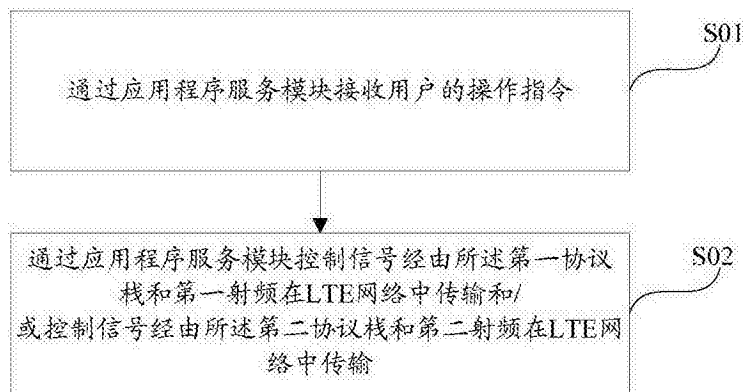 S01
通过应用程序服务模块接收用户的操作指令
S02
通过应用程序服务模块控制信号经由所述第一协议
栈和第一射频在LTE网络中传输和/
或控制信号经由所述第二协议栈和第二射频在LTE网
络中传输